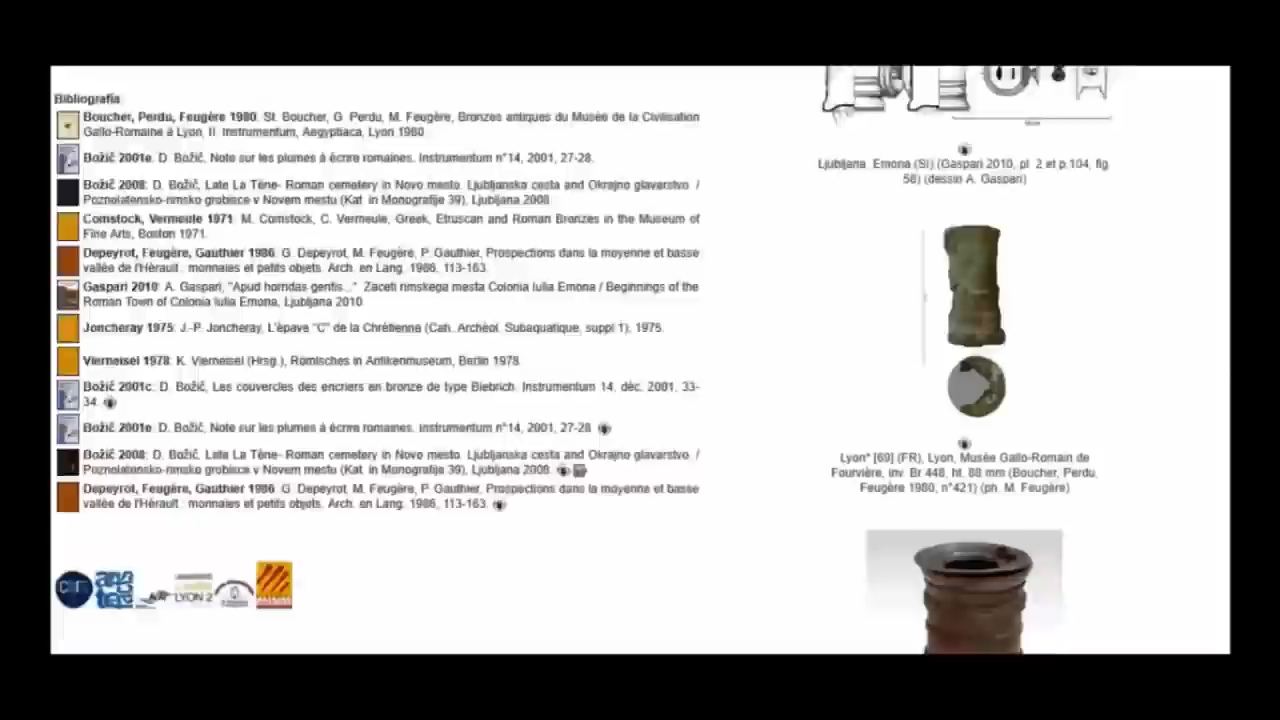 Bibliografía
Boucher, Perdu, Feugère 1980: St. Boucher, G. Perdu, M. Feugère, Bronzes antiques du Musée de la Civilisation
Gallo-Romaine à Lyon, II. Instrumentum, Aegyptiaca, Lyon 1980.
Božič 2001e: D. Božič, Note sur les plumes à écrire romaines. Instrumentum n°14, 2001, 27-28.
Božič 2008: D. Božič, Late La Tène- Roman cemetery in Novo mesto. Ljubljanska cesta and Okrajno glavarstvo /
Poznolatensko-rimsko grobisce v Novem mestu (Kat. in Monografije 39), Ljubljana 2008.
Comstock, Vermeule 1971: M. Comstock, C. Vermeule, Greek, Etruscan and Roman Bronzes in the Museum of
Fine Arts, Boston 1971.
Depeyrot, Feugère, Gauthier 1986: G. Depeyrot, M. Feugère, P. Gauthier, Prospections dans la moyenne et basse
vallée de l'Hérault : monnaies et petits objets. Arch. en Lang. 1986, 113-163.
Gaspari 2010: A. Gaspari, "Apud horridas gentis..." Zaceti rimskega mesta Colonia Iulia Emona / Beginnings of the
Roman Town of Colonia Iulia Emona, Ljubljana 2010.
Joncheray 1975: J.-P. Joncheray, L'épave "C" de la Chrétienne (Cah. Archéol. Subaquatique, suppl 1), 1975.
Vierneisel 1978: K. Vierneisel (Hrsg.), Römisches in Antikenmuseum, Berlin 1978.
Božič 2001c: D. Božič, Les couvercles des encriers en bronze de type Biebrich. Instrumentum 14, déc. 2001, 33-
34.
Božič 2001e: D. Božič, Note sur les plumes à écrire romaines. Instrumentum n°14, 2001, 27-28.
Božič 2008: D. Božič, Late La Tène- Roman cemetery in Novo mesto. Ljubljanska cesta and Okrajno glavarstvo /
Poznolatensko-rimsko grobisce v Novem mestu (Kat. in Monografije 39), Ljubljana 2008.
Depeyrot, Feugère, Gauthier 1986: G. Depeyrot, M. Feugère, P. Gauthier, Prospections dans la moyenne et basse
vallée de l'Hérault : monnaies et petits objets. Arch. en Lang. 1986, 113-163.
LYON 2
Ljubljana Emona (SI) (Gaspari 2010, pl. 2 et p.104, fig.
58) (dessin A. Gaspari)
Lyon* [69] (FR), Lyon, Musée Gallo-Romain de
Fourvière, inv. Br 448, ht. 88 mm (Boucher, Perdu,
Feugère 1980, n°421) (ph. M. Feugère)